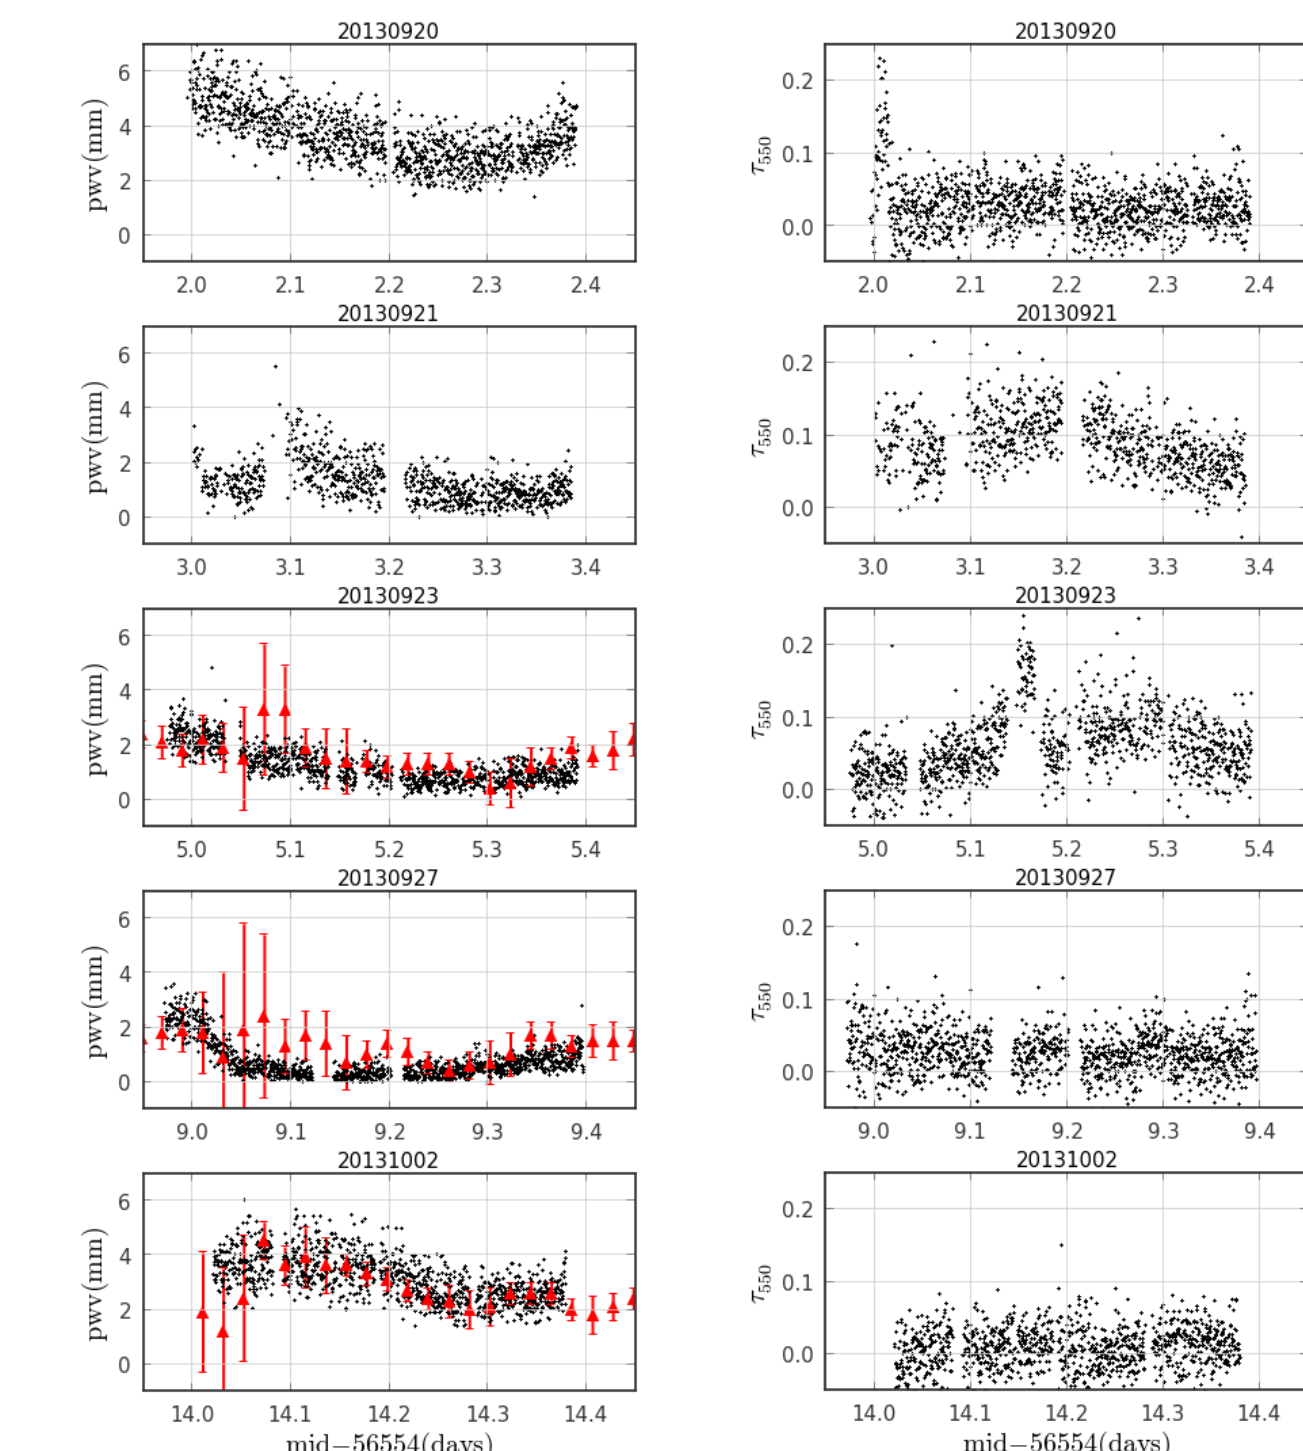 20130920 20130920
pwv(mm) 6 4 2 0 τ550 0.2 0.1 0.0
2.0 2.1 2.2 2.3 2.4 2.0 2.1 2.2 2.3 2.4
20130921 20130921
pwv(mm) 6 4 2 0 τ550 0.2 0.1 0.0
3.0 3.1 2.2 3.3 3.4 3.0 3.1 3.2 3.3 3.4
20130923 20130923
pwv(mm) 6 4 2 0 τ550 0.2 0.1 0.0
5.0 5.1 5.2 5.3 5.4 5.0 5.1 5.2 5.3 5.4
20130927 20130927
pwv(mm) 6 4 2 0 τ550 0.2 0.1 0.0
9.0 9.1 9.2 9.3 9.4 9.0 9.1 9.2 9.3 9.4
20131002 20131002
pwv(mm) 6 4 2 0 τ550 0.2 0.1 0.0
14.0 14.1 14.2 14.3 14.4 14.0 14.1 14.2 14.3 14.4
mid−56554(days) mid−56554(days)